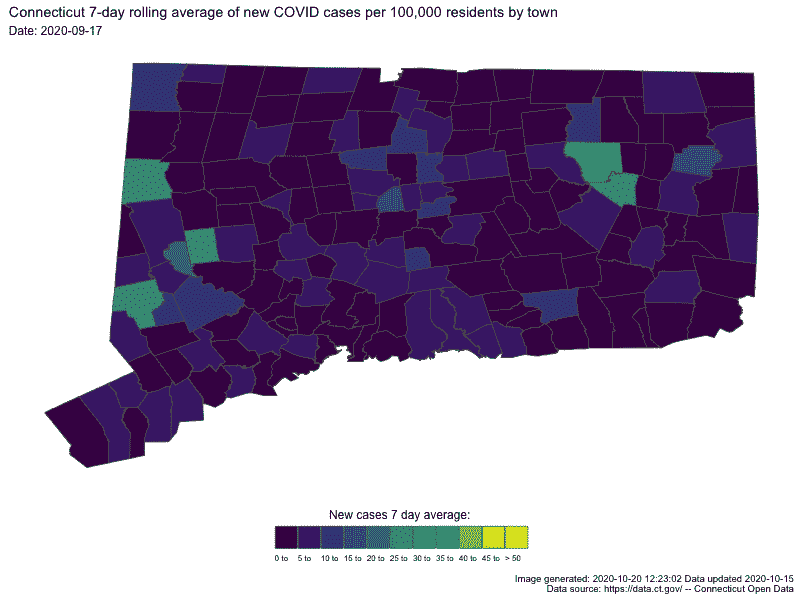 Connecticut 7-day rolling average of new COVID cases per 100,000 residents by town
Date: 2020-09-17
New cases 7 day average:
0 to 5 to 10 to 15 to 20 to 25 to 30 to 35 to 40 to 45 to > 50
Image generated: 2020-10-20 12:23:02 Data updated 2020-10-15
Data source: https://data.ct.gov/ -- Connecticut Open Data